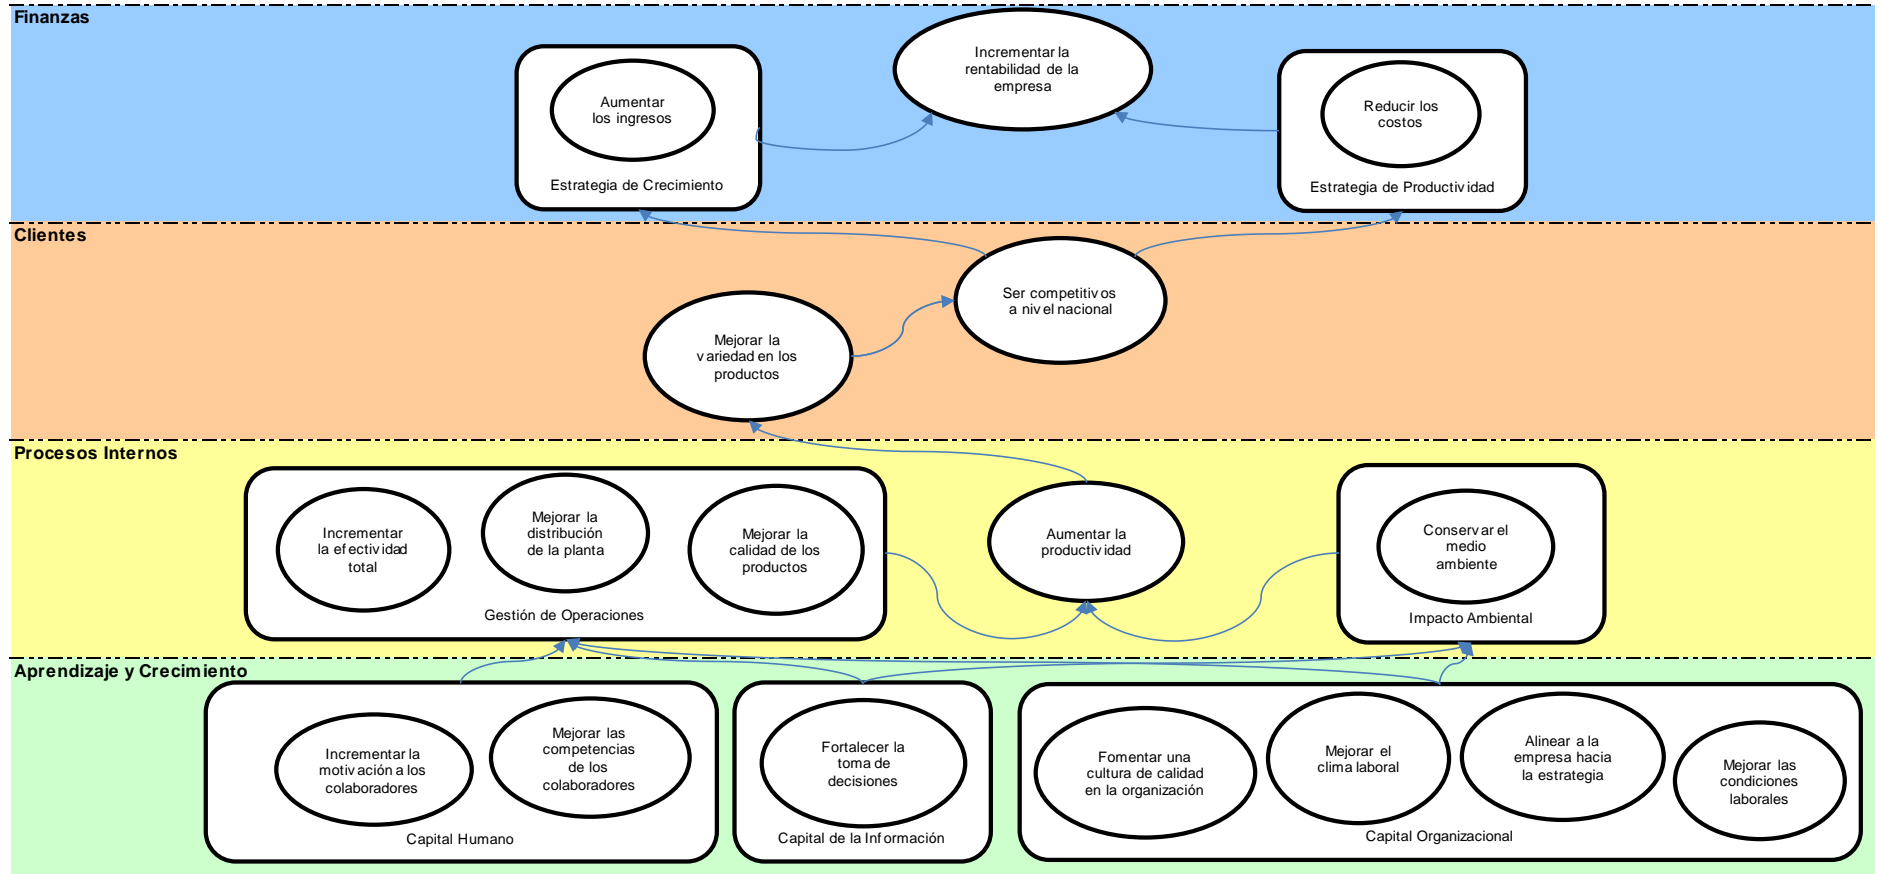 Finanzas
Incrementar la
rentabilidad de la
empresa
Aumentar
los ingresos
Estrategia de Crecimiento
Reducir los
costos
Estrategia de Productividad
Clientes
Ser competitivos
a nivel nacional
Mejorar la
variedad en los
productos
Procesos Internos
Incrementar
la efectividad
total
Mejorar la
distribución
de la planta
Mejorar la
calidad de los
productos
Gestión de Operaciones
Aumentar la
productividad
Conservar el
medio
ambiente
Impacto Ambiental
Aprendizaje y Crecimiento
Incrementar la
motivación a los
colaboradores
Mejorar las
competencias
de los
colaboradores
Capital Humano
Fortalecer la
toma de
decisiones
Capital de la Información
Fomentar una
cultura de calidad
en la organización
Mejorar el
clima laboral
Alinear a la
empresa hacia
la estrategia
Mejorar las
condiciones
laborales
Capital Organizacional